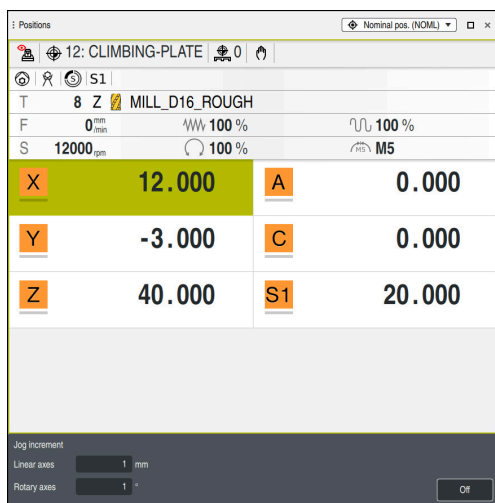 Positions Nominal pos. (NOML)
12: CLIMBING-PLATE 0
S S1
T 8 Z MILL_D16_ROUGH
F 0 mm/min 100 % 100 %
S 12000 rpm 100 % M5 M5
X 12.000 A 0.000
Y -3.000 C 0.000
Z 40.000 S1 20.000
Jog increment
Linear axes 1 mm
Rotary axes 1 °
Off